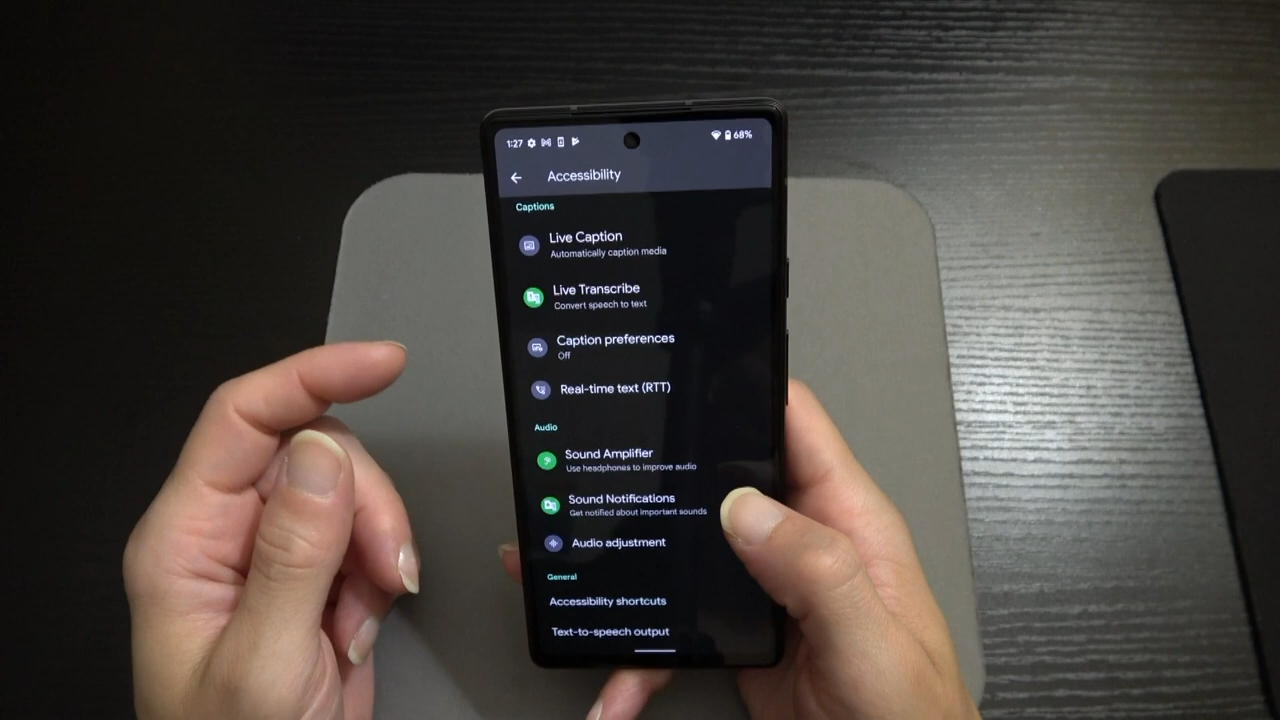 1:27
68%
Accessibility
Captions
Live Caption
Automatically caption media
Live Transcribe
Convert speech to text
Caption preferences
Off
Real-time text (RTT)
Audio
Sound Amplifier
Use headphones to improve audio
Sound Notifications
Get notified about important sounds
Audio adjustment
General
Accessibility shortcuts
Text-to-speech output